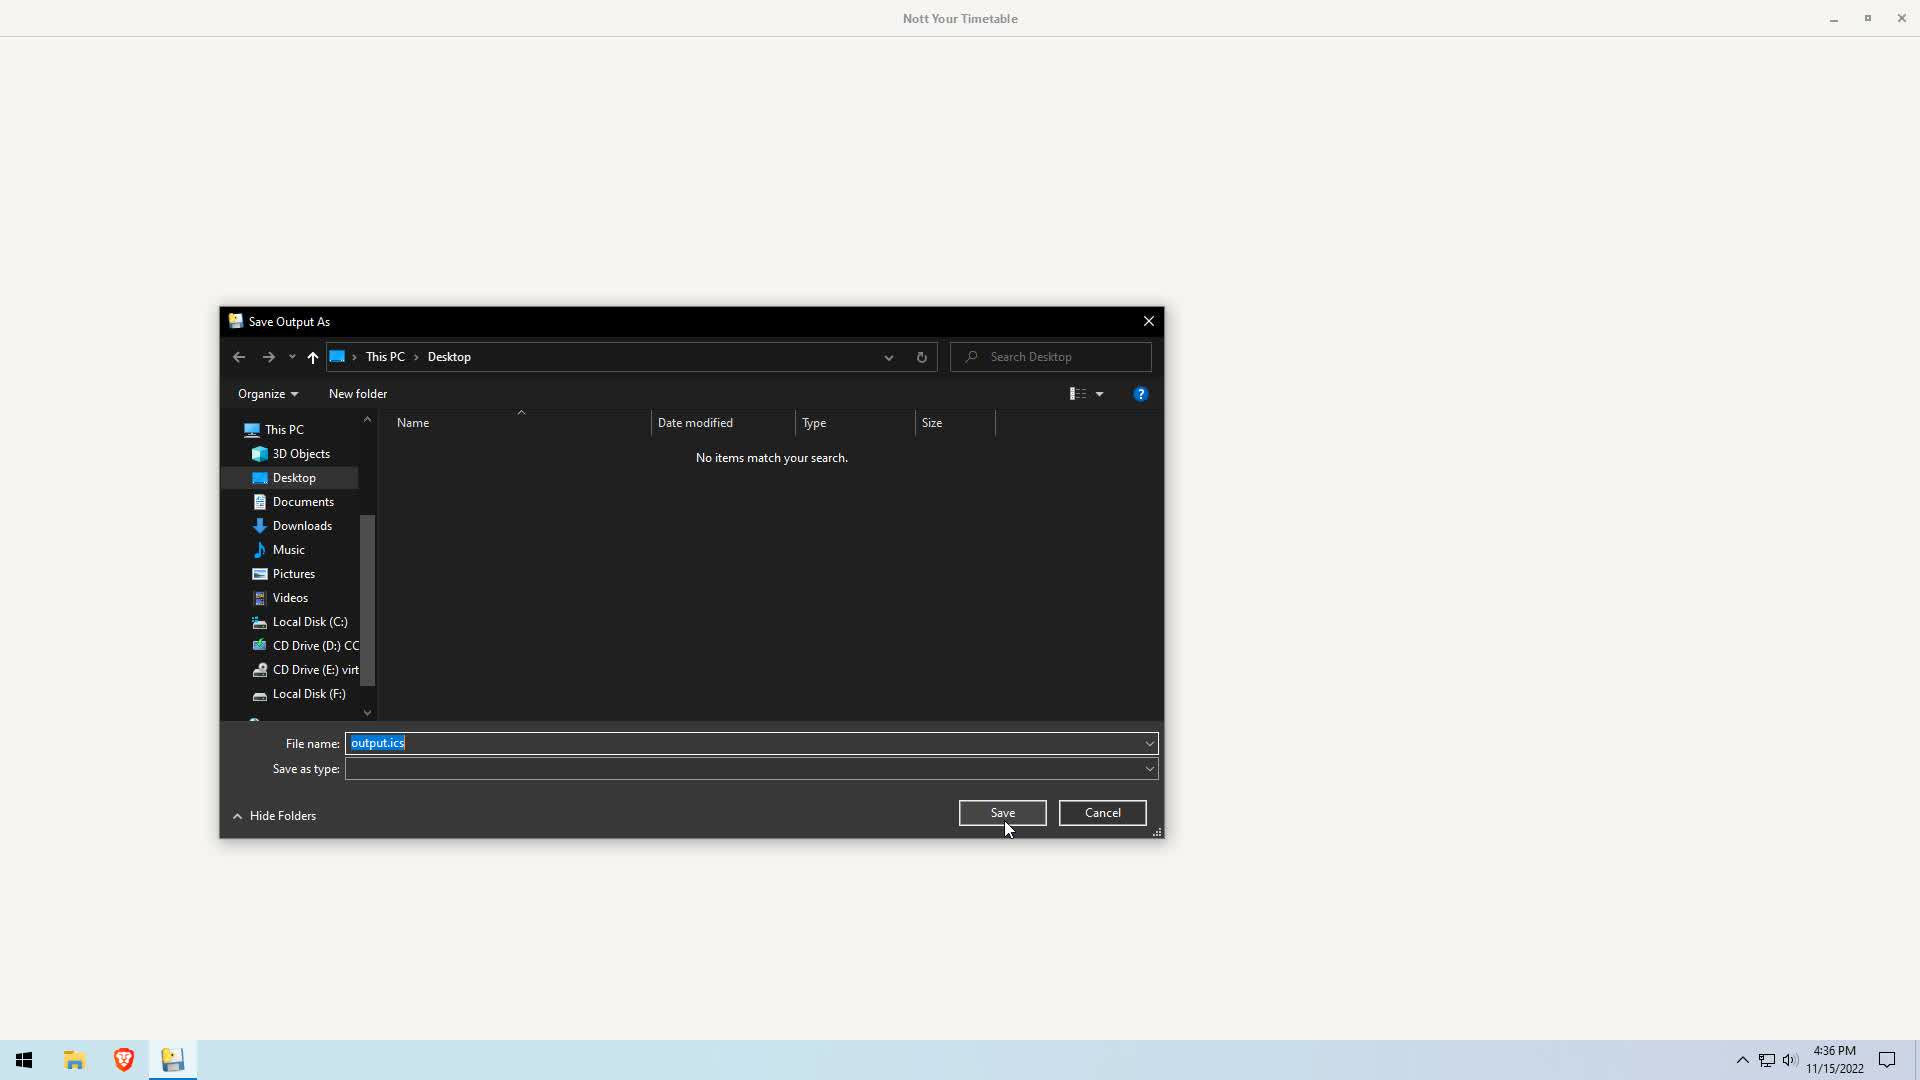 Nott Your Timetable
Save Output As
This PC > Desktop
Search Desktop
Organize
New folder
?
Name
Date modified
Type
Size
This PC
3D Objects
Desktop
Documents
Downloads
Music
Pictures
Videos
Local Disk (C:)
CD Drive (D:) CC
CD Drive (E:) virt
Local Disk (F:)
No items match your search.
File name: output.ics
Save as type:
Hide Folders
Save
Cancel
4:36 PM
11/15/2022